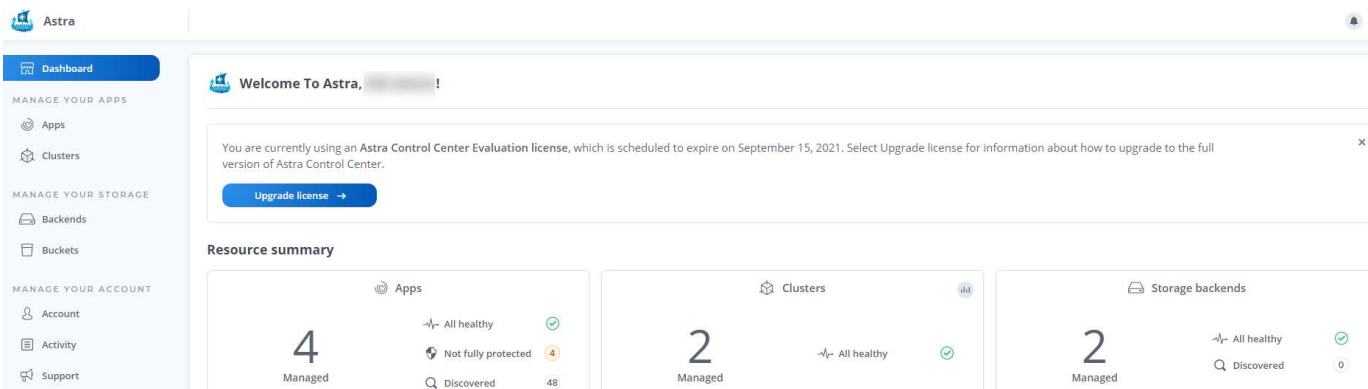 Astra
Dashboard
MANAGE YOUR APPS
Apps
Clusters
MANAGE YOUR STORAGE
Backends
Buckets
MANAGE YOUR ACCOUNT
Account
Activity
Support
Welcome To Astra, !
You are currently using an Astra Control Center Evaluation license, which is scheduled to expire on September 15, 2021. Select Upgrade license for information about how to upgrade to the full
version of Astra Control Center.
Upgrade license →
Resource summary
Apps
4
Managed
All healthy
Not fully protected 4
Discovered 48
Clusters
2
Managed
All healthy
Storage backends
2
Managed
All healthy
Discovered 0